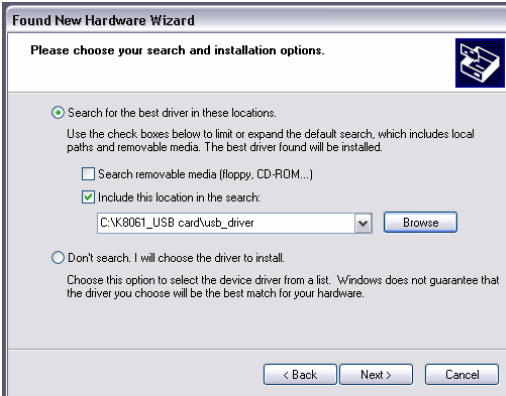 Found New Hardware Wizard
Please choose your search and installation options.
Search for the best driver in these locations.
Use the check boxes below to limit or expand the default search, which includes local
paths and removable media. The best driver found will be installed.
Search removable media (floppy, CD-ROM...)
Include this location in the search:
C:\K8061_USB card\usb_driver
Browse
Don't search. I will choose the driver to install.
Choose this option to select the device driver from a list. Windows does not guarantee that
the driver you choose will be the best match for your hardware.
< Back
Next >
Cancel